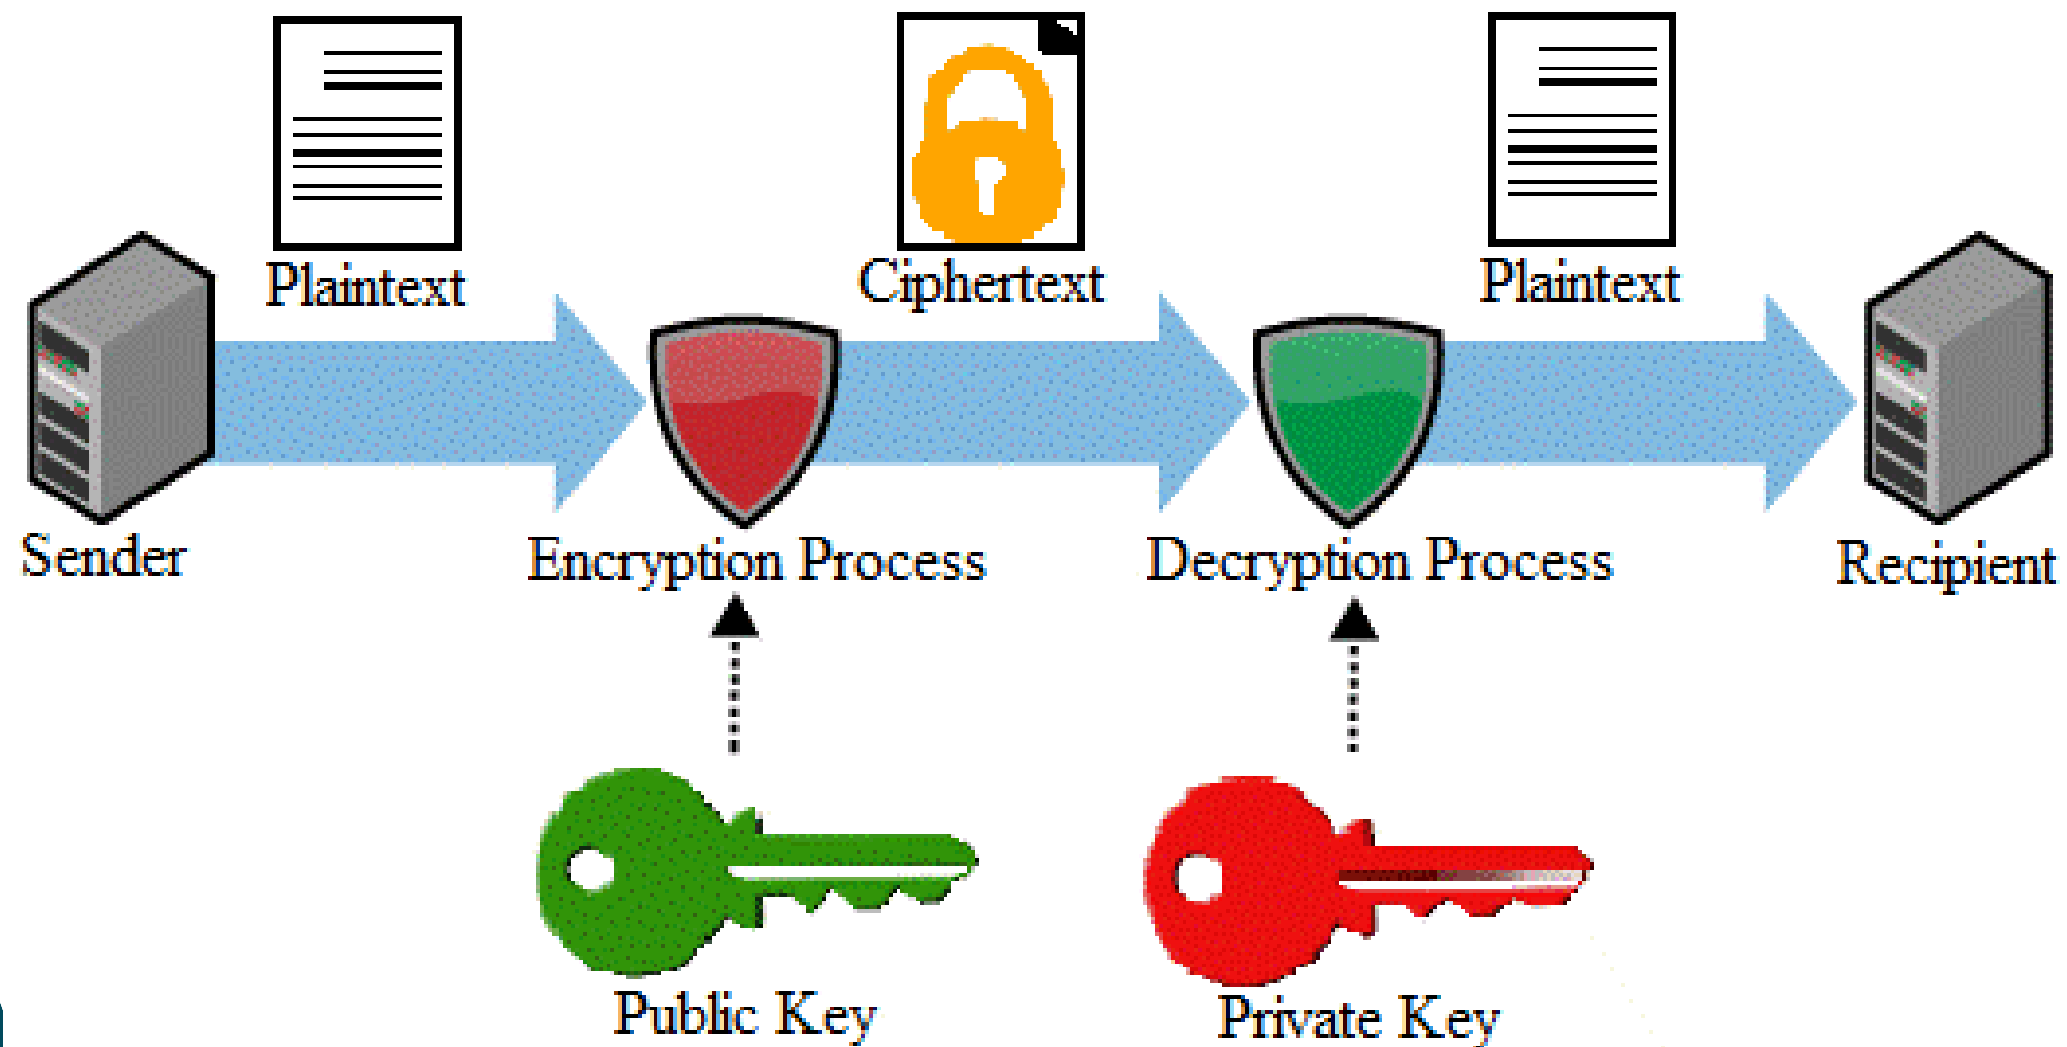 Plaintext
Ciphertext
Plaintext
Sender
Encryption Process
Decryption Process
Recipient
Public Key
Private Key